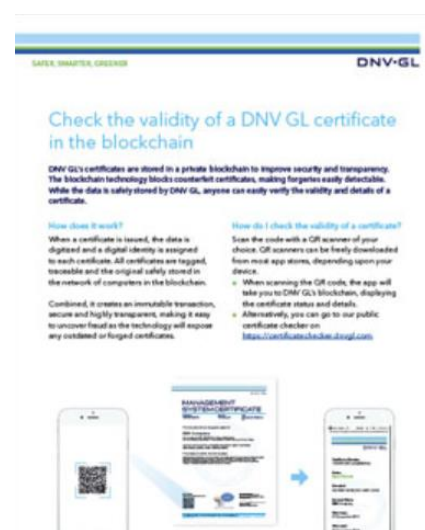 SAFER, SMARTER, GREENER
DNV·GL
Check the validity of a DNV GL certificate
in the blockchain
DNV GL's certificates are stored in a private blockchain to improve security and transparency.
The blockchain technology blocks counterfeit certificates, making forgeries easily detectable.
While the data is safely stored by DNV GL, anyone can easily verify the validity and details of a
certificate.
How does it work?
When a certificate is issued, the data is
digitized and a digital identity is assigned
to each certificate. All certificates are tagged,
traceable and the original safely stored in
the network of computers in the blockchain.
Combined, it creates an immutable transaction,
secure and highly transparent, making it easy
to uncover fraud as the technology will expose
any outdated or forged certificates.
How do I check the validity of a certificate?
Scan the code with a QR scanner of your
choice. QR scanners can be freely downloaded
from most app stores, depending upon your
device.
• When scanning the QR code, the app will
take you to DNV GL's blockchain, displaying
the certificate status and details.
• Alternatively, you can go to our public
certificate checker on
https://certificatechecker.dnvgl.com
MANAGEMENT
SYSTEM CERTIFICATE